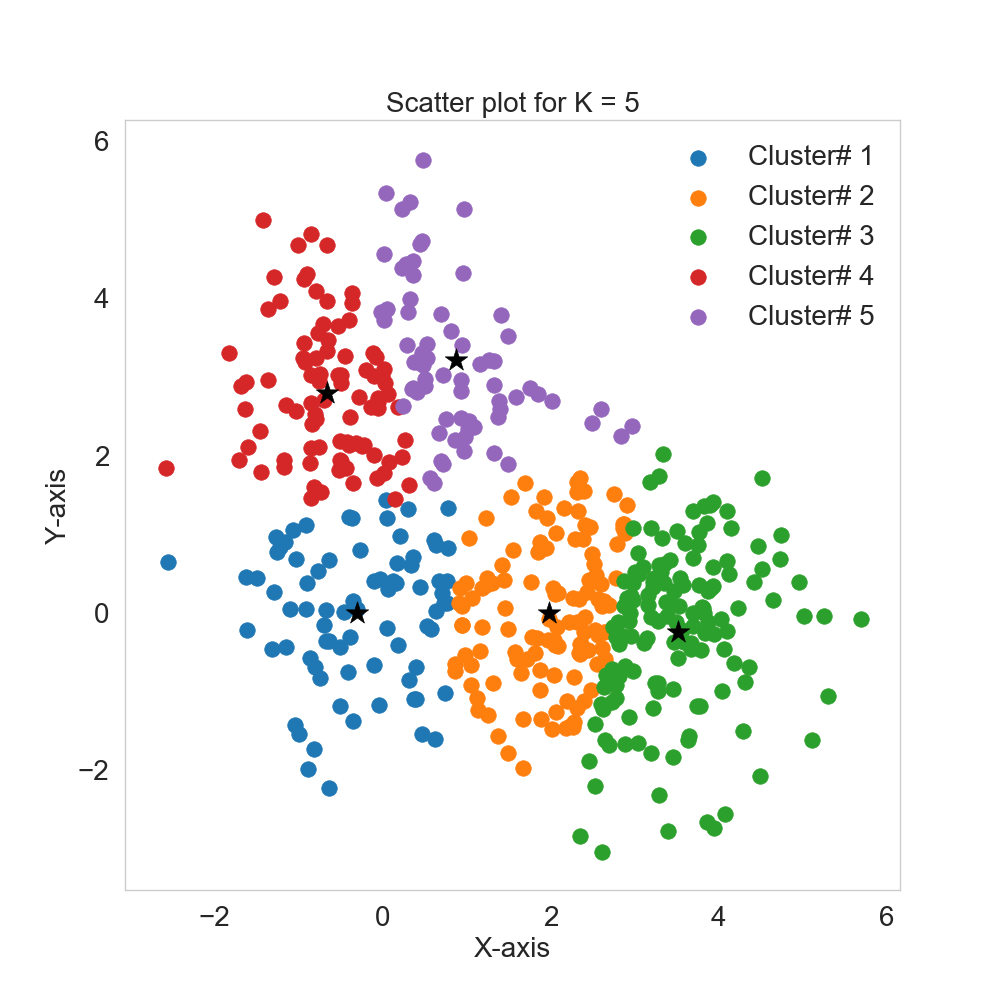 Scatter plot for K = 5
6
4
2
0
−2
Y-axis
Cluster# 1
Cluster# 2
Cluster# 3
Cluster# 4
Cluster# 5
−2 0 2 4 6
X-axis